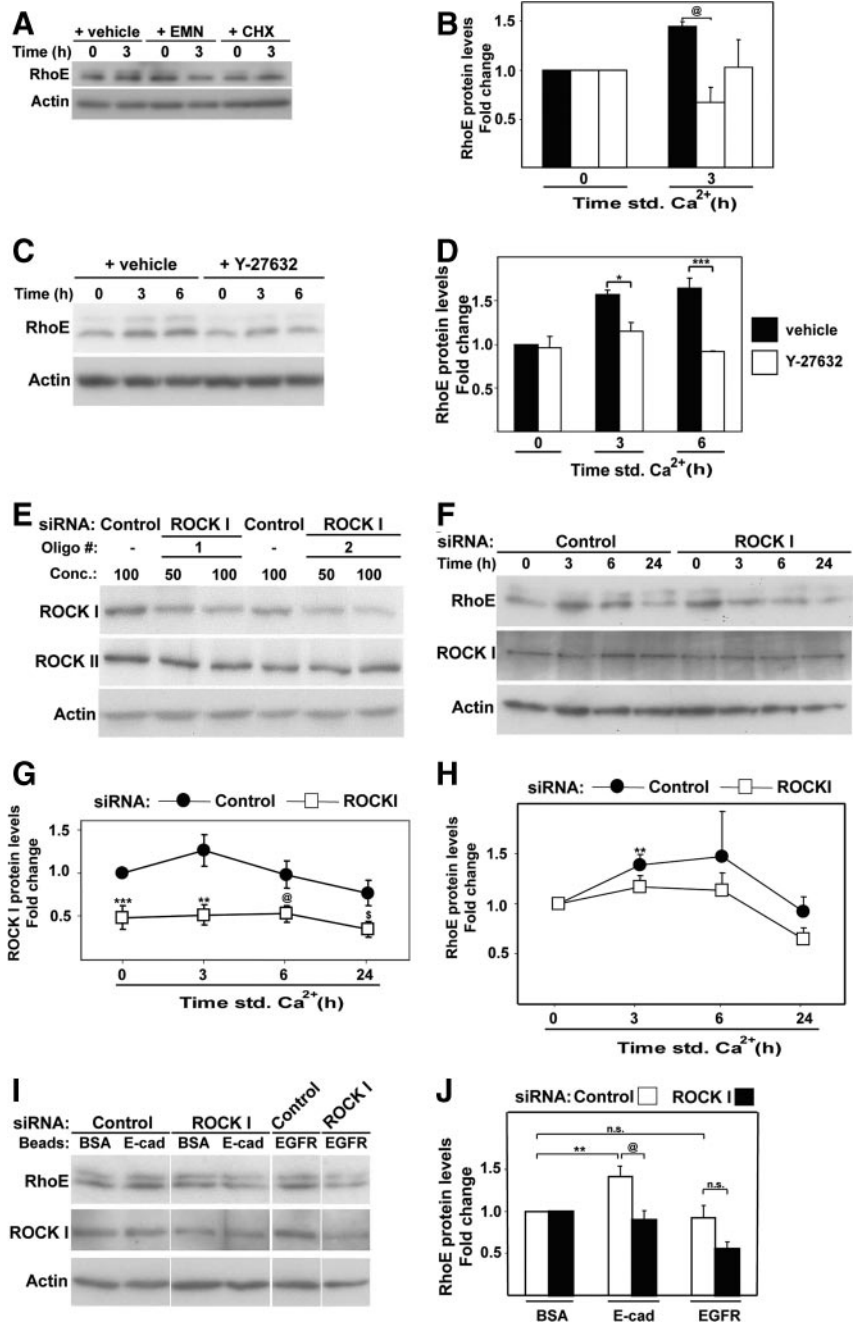 A
+ vehicle + EMN + CHX
Time (h) 0 3 0 3 0 3
RhoE
Actin
B
RhoE protein levels
Fold change
1.5
1.0
0.5
@
0 3
Time std. Ca2+(h)
C
+ vehicle + Y-27632
Time (h) 0 3 6 0 3 6
RhoE
Actin
D
RhoE protein levels
Fold change
1.5
1.0
0.5
* ***
0 3 6
Time std. Ca2+(h)
vehicle
Y-27632
E
siRNA: Control ROCK I Control ROCK I
Oligo #: - 1 - 2
Conc.: 100 50 100 100 50 100
ROCK I
ROCK II
Actin
F
siRNA: Control ROCK I
Time (h) 0 3 6 24 0 3 6 24
RhoE
ROCK I
Actin
G
siRNA: Control ROCKI
ROCK I protein levels
Fold change
1.5
1.0
0.5
*** ** @ $
0 3 6 24
Time std. Ca2+(h)
H
siRNA: Control ROCKI
RhoE protein levels
Fold change
1.5
1.0
0.5
**
0 3 6 24
Time std. Ca2+(h)
I
siRNA: Control ROCK I Control ROCK I
Beads: BSA E-cad BSA E-cad EGFR EGFR
RhoE
ROCK I
Actin
J
siRNA: Control ROCK I
RhoE protein levels
Fold change
1.5
1.0
0.5
n.s.
** @
n.s.
BSA E-cad EGFR